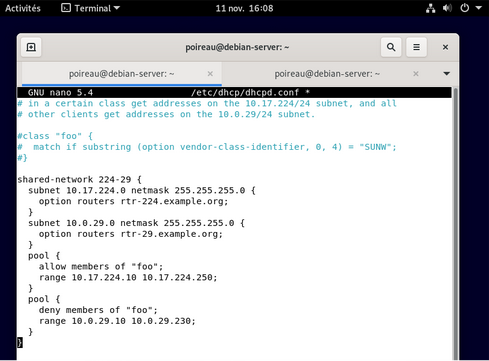 Activités Terminal 11 nov. 16:08
poireau@debian-server: ~
poireau@debian-server: ~ × poireau@debian-server: ~ ×
GNU nano 5.4 /etc/dhcp/dhcpd.conf *
# in a certain class get addresses on the 10.17.224/24 subnet, and all
# other clients get addresses on the 10.0.29/24 subnet.
#class "foo" {
#  match if substring (option vendor-class-identifier, 0, 4) = "SUNW";
#}
shared-network 224-29 {
  subnet 10.17.224.0 netmask 255.255.255.0 {
    option routers rtr-224.example.org;
  }
  subnet 10.0.29.0 netmask 255.255.255.0 {
    option routers rtr-29.example.org;
  }
  pool {
    allow members of "foo";
    range 10.17.224.10 10.17.224.250;
  }
  pool {
    deny members of "foo";
    range 10.0.29.10 10.0.29.230;
  }
}